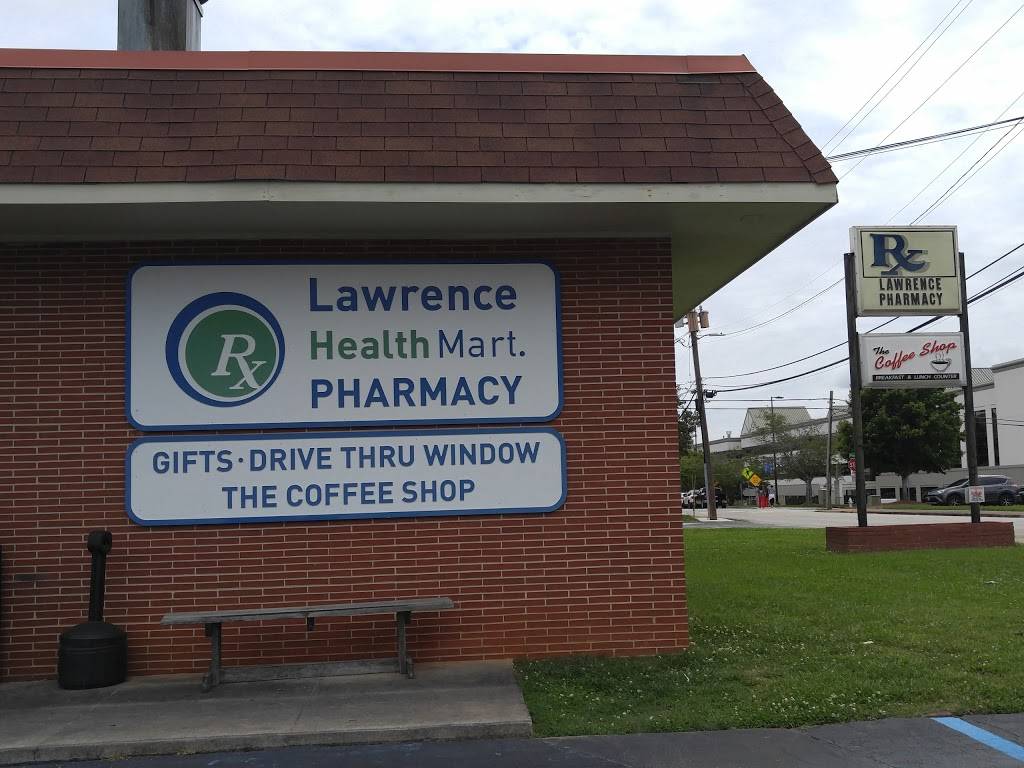 Rx
Lawrence
Health Mart.
PHARMACY
GIFTS · DRIVE THRU WINDOW
THE COFFEE SHOP
Rx
LAWRENCE
PHARMACY
The
Coffee Shop
BREAKFAST & LUNCH COUNTER